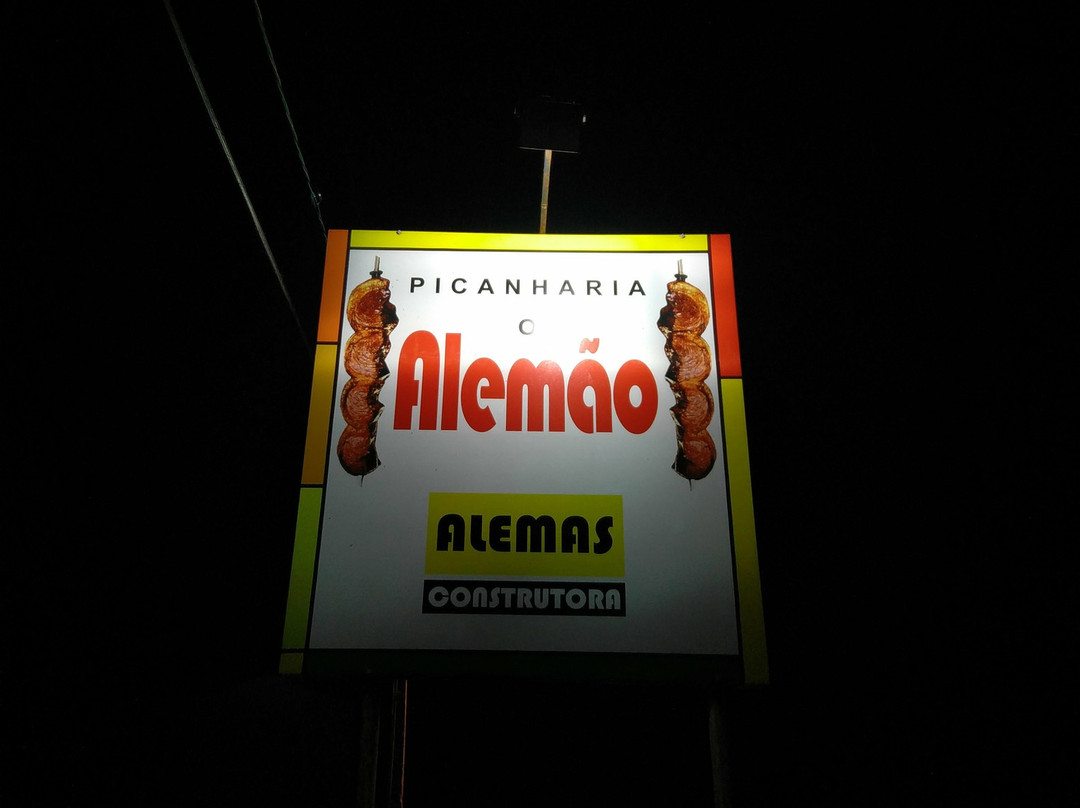 PICANHARIA
O
Alemão
ALEMAS
CONSTRUTORA